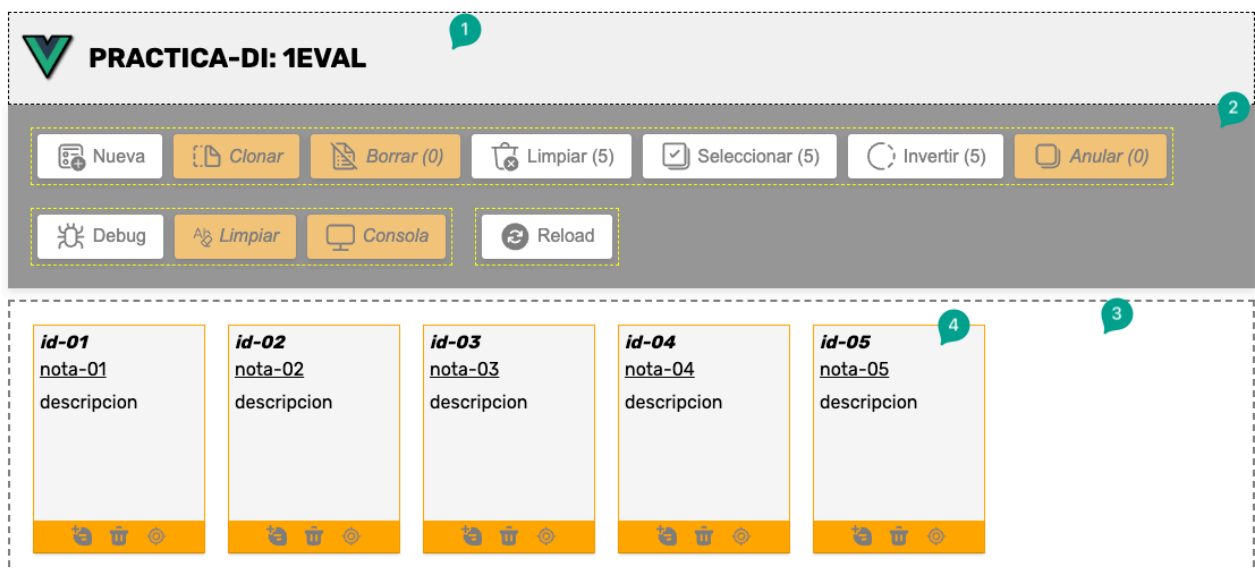 1
PRACTICA-DI: 1EVAL
2
Nueva Clonar Borrar (0) Limpiar (5) Seleccionar (5) Invertir (5) Anular (0)
Debug Limpiar Consola Reload
3
4
id-01 id-02 id-03 id-04 id-05
nota-01 nota-02 nota-03 nota-04 nota-05
descripcion descripcion descripcion descripcion descripcion